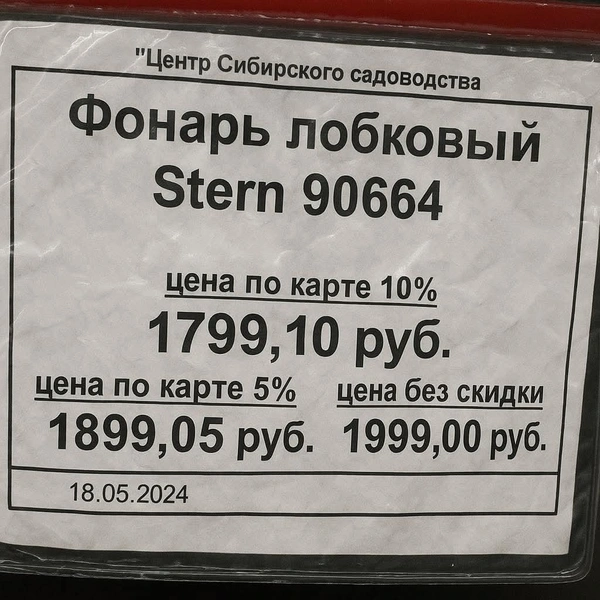 "Центр Сибирского садоводства
Фонарь лобковый
Stern 90664
цена по карте 10%
1799,10 руб.
цена по карте 5% цена без скидки
1899,05 руб. 1999,00 руб.
18.05.2024